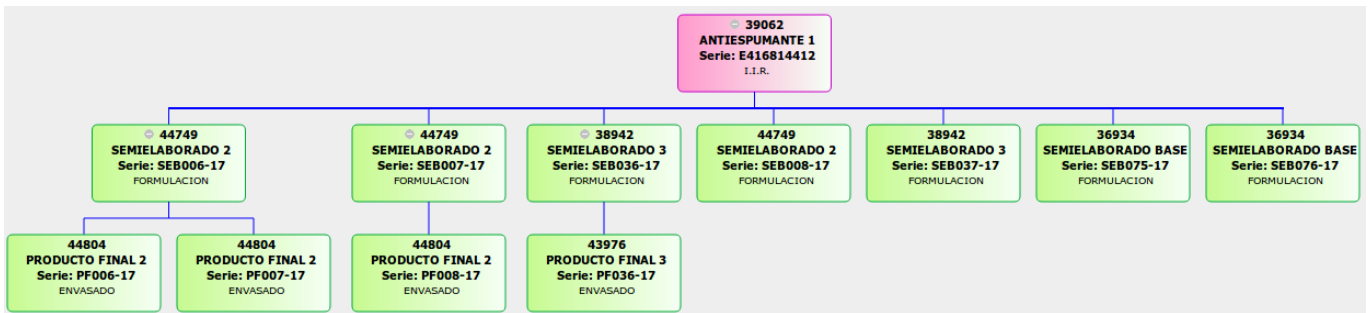 39062
ANTIESPUMANTE 1
Serie: E416814412
I.I.R.
44749
SEMIELABORADO 2
Serie: SEB006-17
FORMULACION
44749
SEMIELABORADO 2
Serie: SEB007-17
FORMULACION
38942
SEMIELABORADO 3
Serie: SEB036-17
FORMULACION
44749
SEMIELABORADO 2
Serie: SEB008-17
FORMULACION
38942
SEMIELABORADO 3
Serie: SEB037-17
FORMULACION
36934
SEMIELABORADO BASE
Serie: SEB075-17
FORMULACION
36934
SEMIELABORADO BASE
Serie: SEB076-17
FORMULACION
44804
PRODUCTO FINAL 2
Serie: PF006-17
ENVASADO
44804
PRODUCTO FINAL 2
Serie: PF007-17
ENVASADO
44804
PRODUCTO FINAL 2
Serie: PF008-17
ENVASADO
43976
PRODUCTO FINAL 3
Serie: PF036-17
ENVASADO